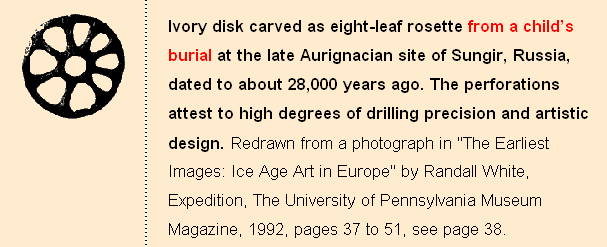 Ivory disk carved as eight-leaf rosette from a child's
burial at the late Aurignacian site of Sungir, Russia,
dated to about 28,000 years ago. The perforations
attest to high degrees of drilling precision and artistic
design. Redrawn from a photograph in "The Earliest
Images: Ice Age Art in Europe" by Randall White,
Expedition, The University of Pennsylvania Museum
Magazine, 1992, pages 37 to 51, see page 38.